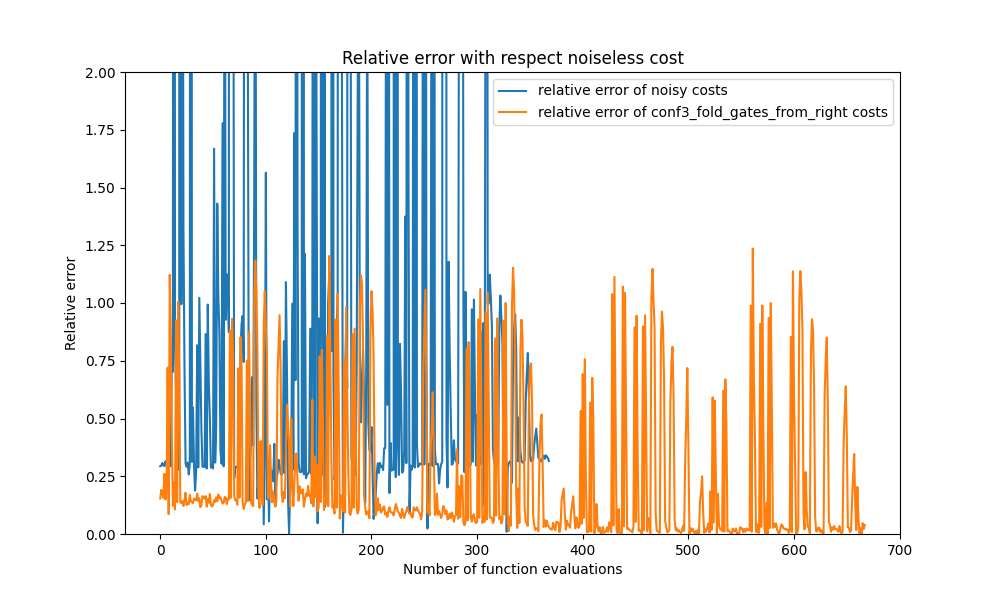 Relative error with respect noiseless cost
relative error of noisy costs
relative error of conf3_fold_gates_from_right costs
Relative error
2.00
1.75
1.50
1.25
1.00
0.75
0.50
0.25
0.00
0 100 200 300 400 500 600 700
Number of function evaluations